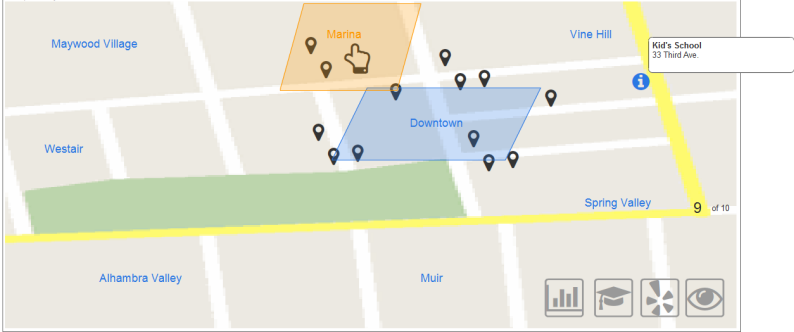 Marina
Maywood Village
Vine Hill
Kid's School
33 Third Ave.
Downtown
Westair
Spring Valley
9 of 10
Alhambra Valley
Muir